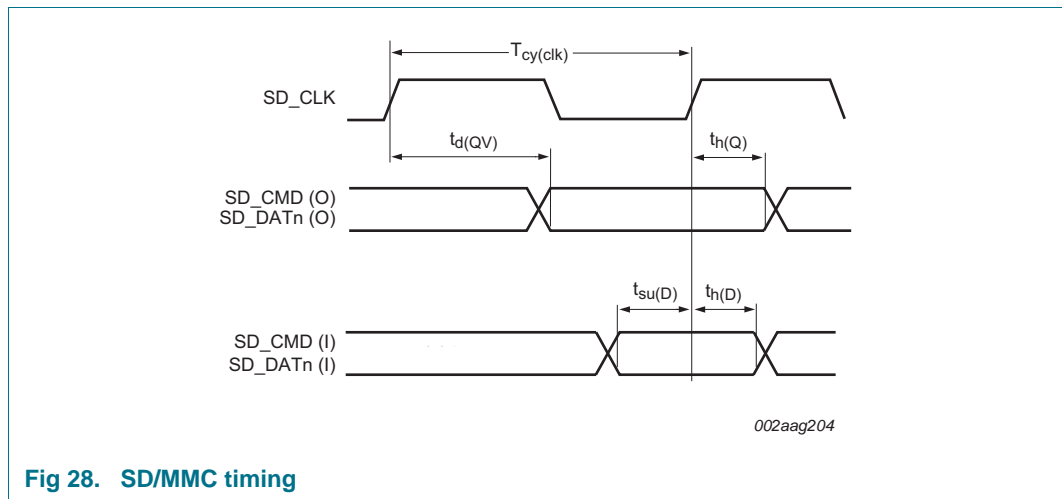 Tcy(clk)
SD_CLK
td(QV)
th(Q)
SD_CMD (O)
SD_DATn (O)
tsu(D)
th(D)
SD_CMD (I)
SD_DATn (I)
002aag204
Fig 28. SD/MMC timing